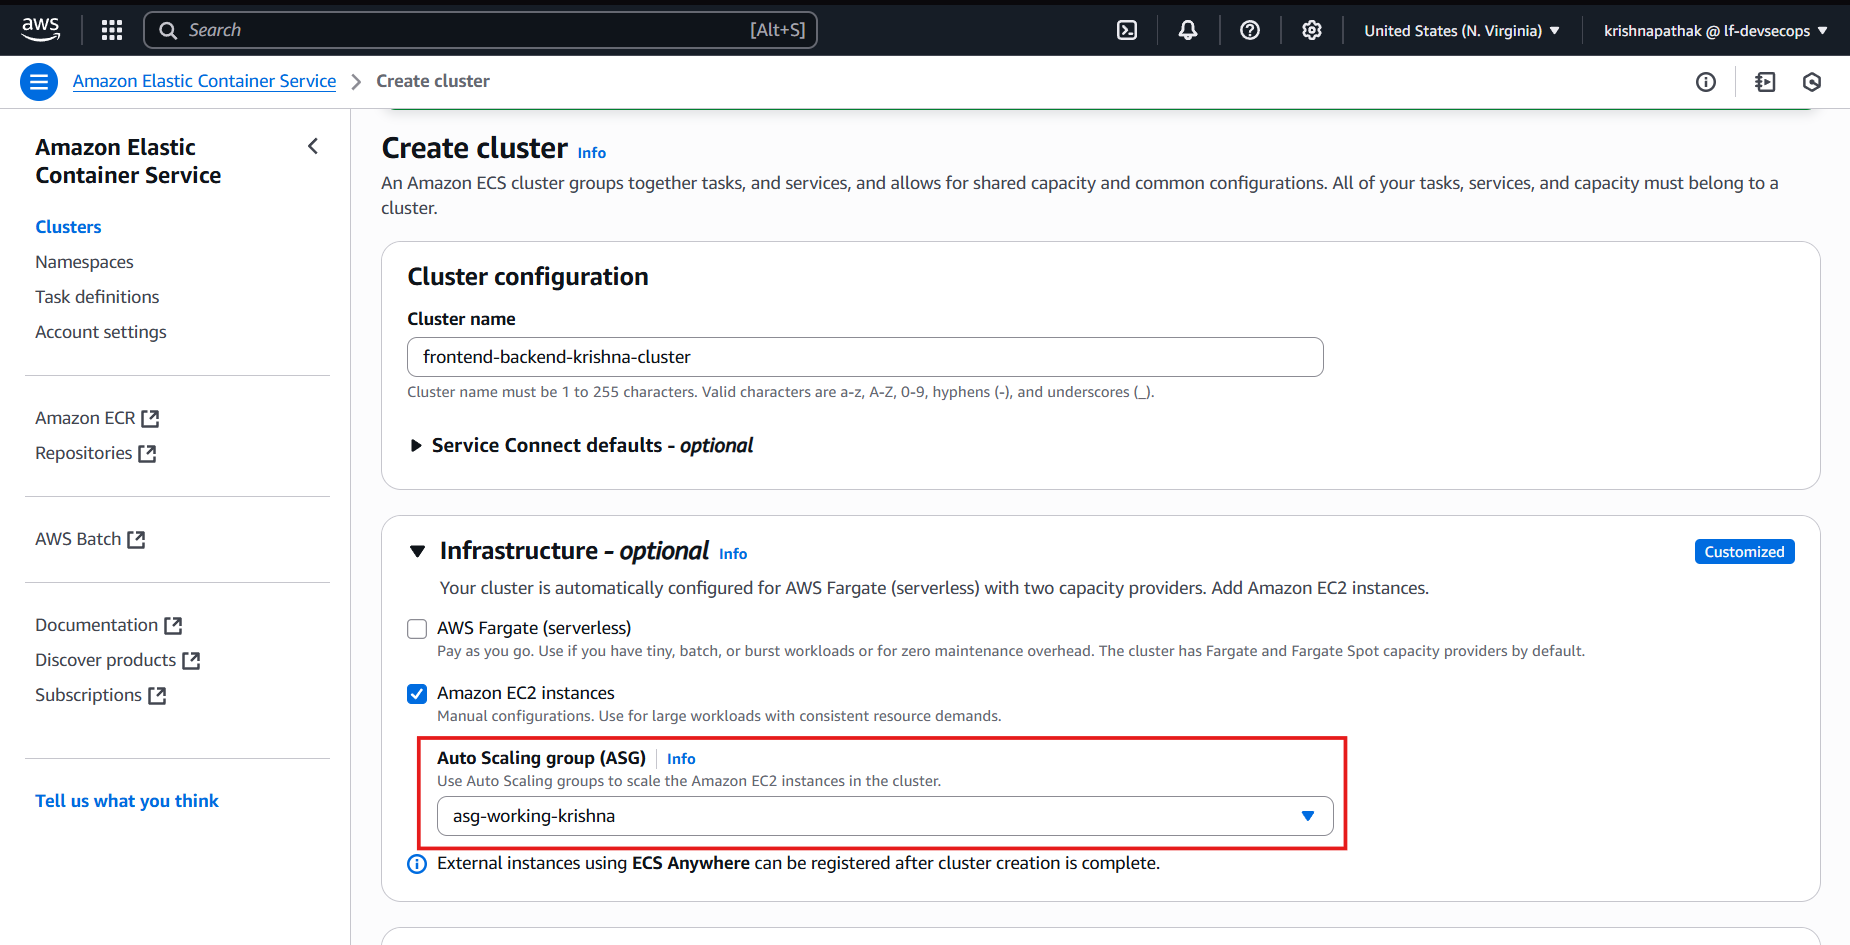 aws
Search
[Alt+S]
United States (N. Virginia)
krishnapathak @ lf-devsecops
Amazon Elastic Container Service
Create cluster
Amazon Elastic
Container Service
Clusters
Namespaces
Task definitions
Account settings
Amazon ECR
Repositories
AWS Batch
Documentation
Discover products
Subscriptions
Tell us what you think
Create cluster Info
An Amazon ECS cluster groups together tasks, and services, and allows for shared capacity and common configurations. All of your tasks, services, and capacity must belong to a
cluster.
Cluster configuration
Cluster name
frontend-backend-krishna-cluster
Cluster name must be 1 to 255 characters. Valid characters are a-z, A-Z, 0-9, hyphens (-), and underscores (_).
Service Connect defaults - optional
Infrastructure - optional Info
Customized
Your cluster is automatically configured for AWS Fargate (serverless) with two capacity providers. Add Amazon EC2 instances.
AWS Fargate (serverless)
Pay as you go. Use if you have tiny, batch, or burst workloads or for zero maintenance overhead. The cluster has Fargate and Fargate Spot capacity providers by default.
Amazon EC2 instances
Manual configurations. Use for large workloads with consistent resource demands.
Auto Scaling group (ASG) Info
Use Auto Scaling groups to scale the Amazon EC2 instances in the cluster.
asg-working-krishna
External instances using ECS Anywhere can be registered after cluster creation is complete.